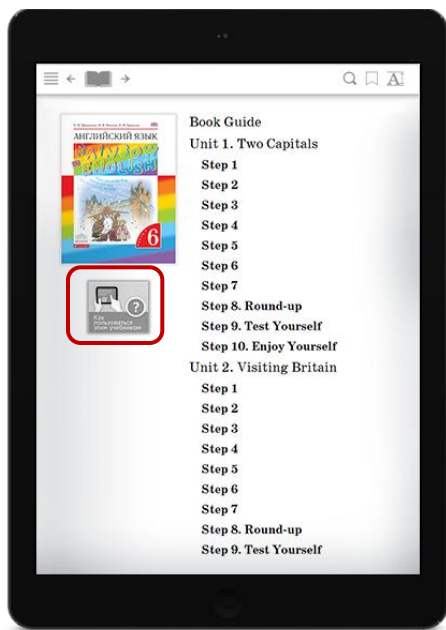 АНГЛИЙСКИЙ ЯЗЫК
RAINBOW
ENGLISH
6
Как
пользоваться
этим учебником
?
A
Book Guide
Unit 1. Two Capitals
Step 1
Step 2
Step 3
Step 4
Step 5
Step 6
Step 7
Step 8. Round-up
Step 9. Test Yourself
Step 10. Enjoy Yourself
Unit 2. Visiting Britain
Step 1
Step 2
Step 3
Step 4
Step 5
Step 6
Step 7
Step 8. Round-up
Step 9. Test Yourself